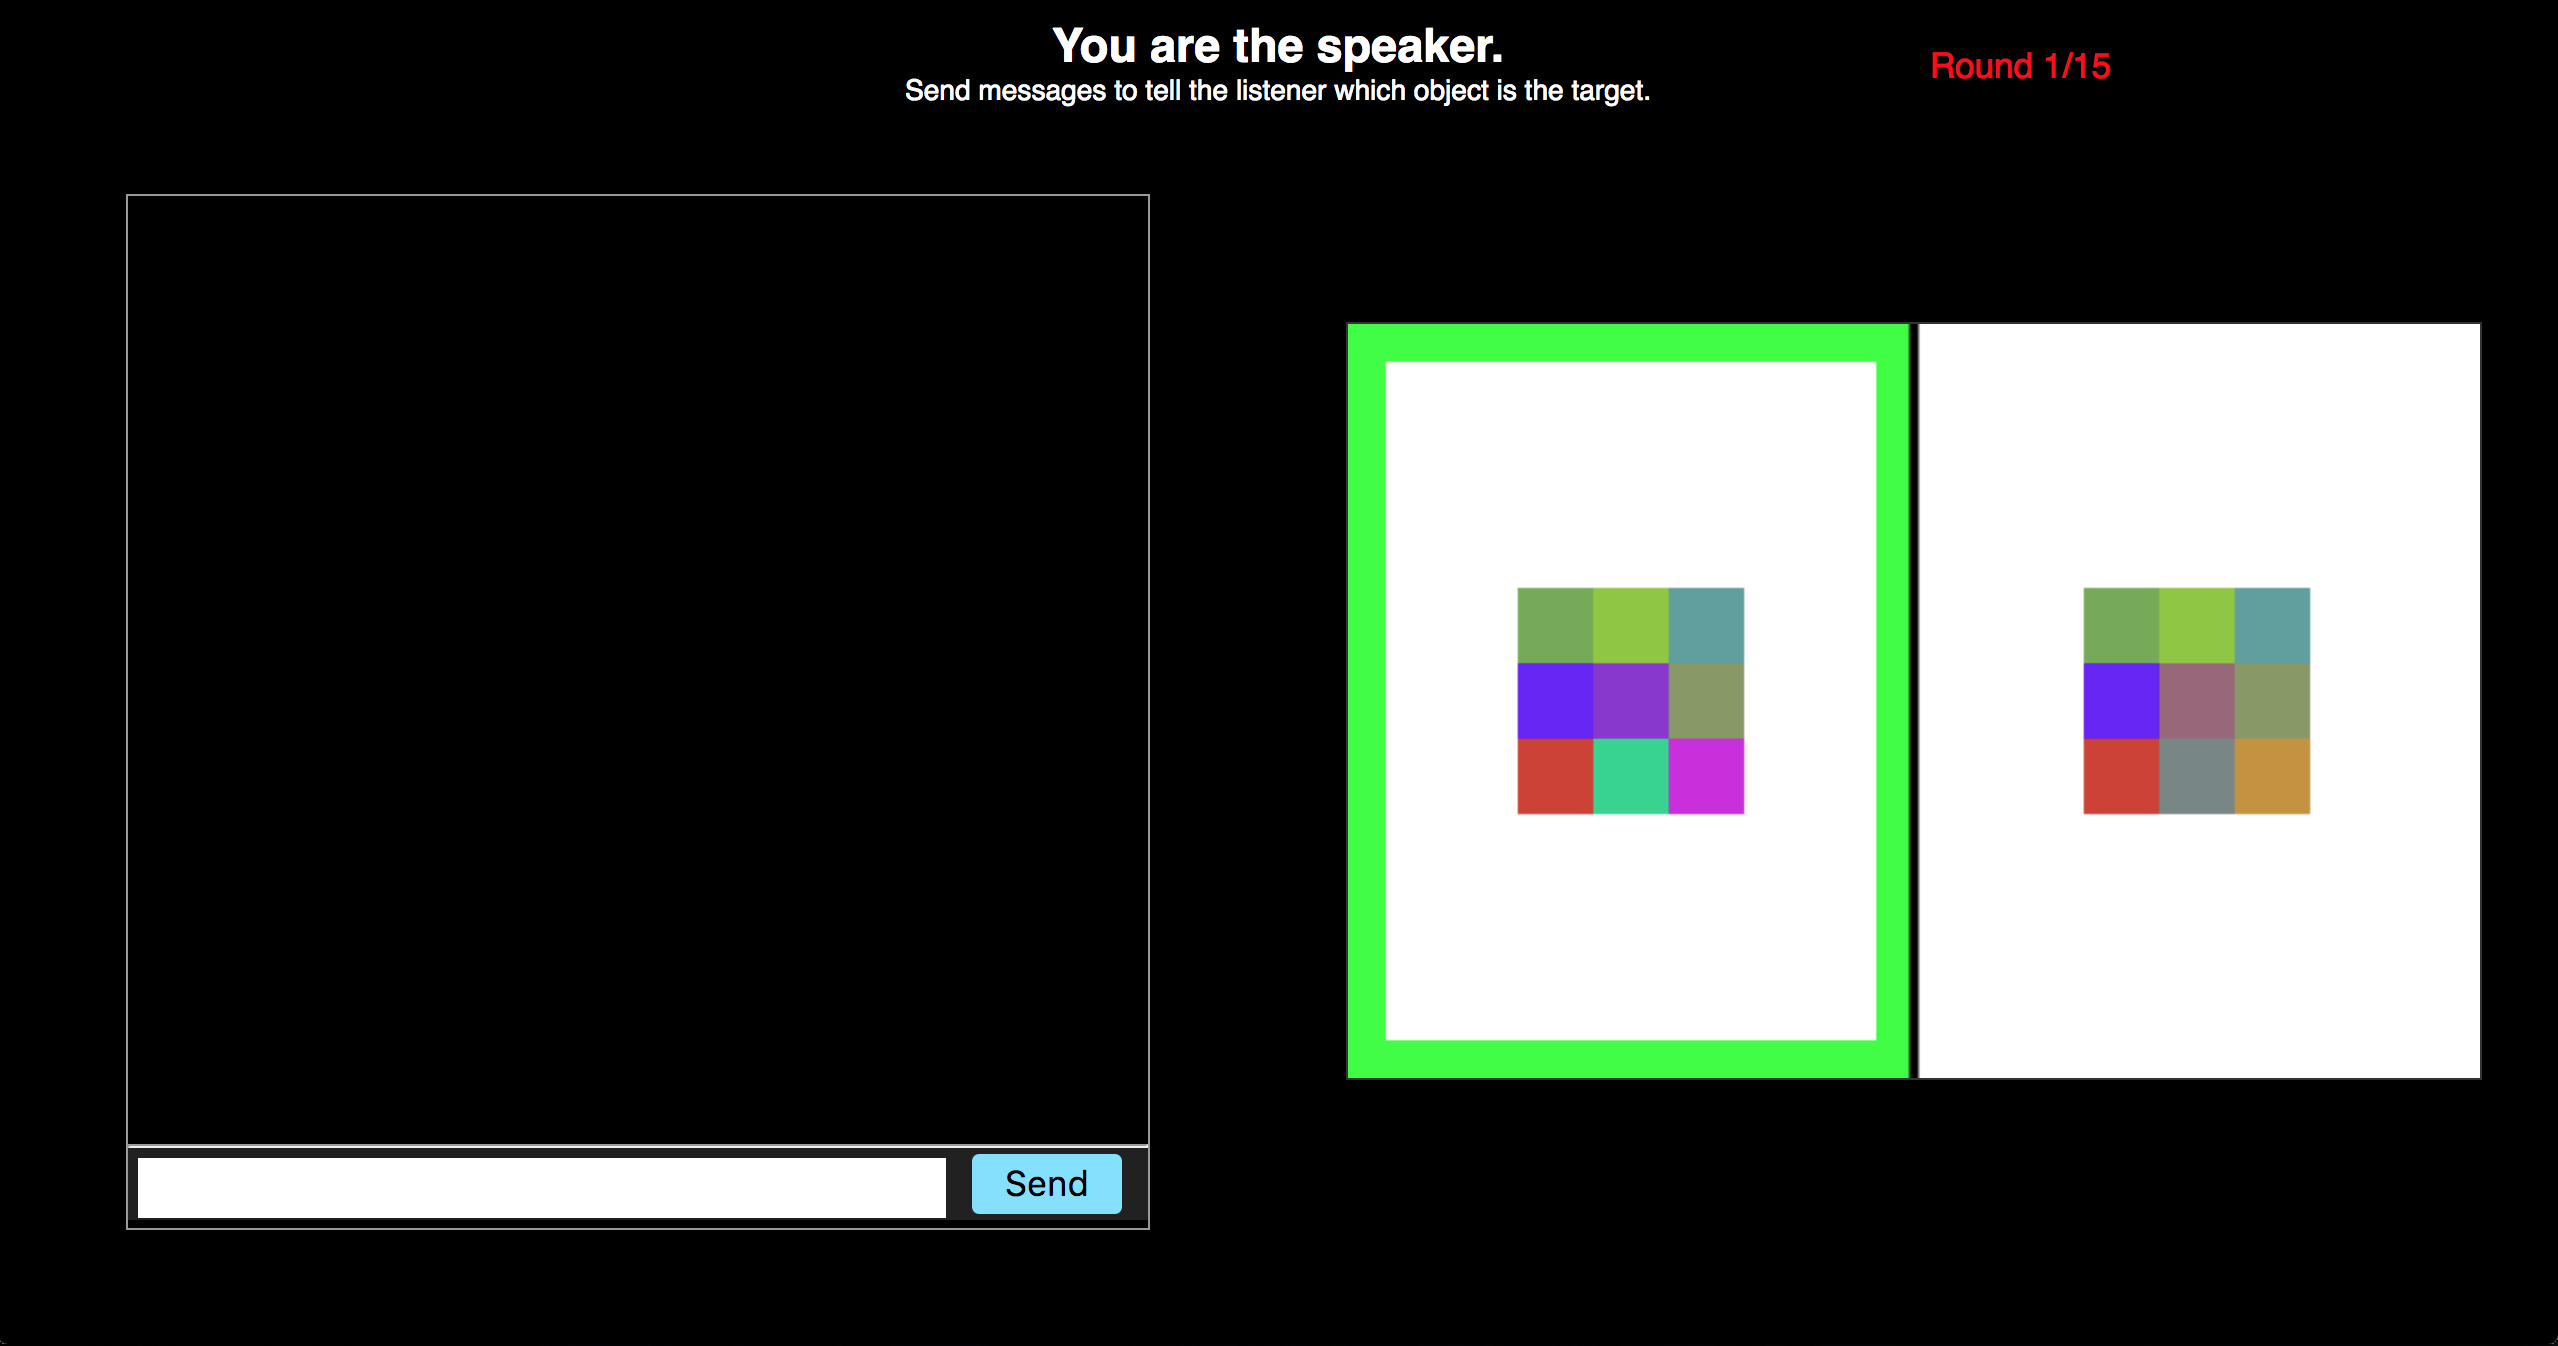 You are the speaker.
Send messages to tell the listener which object is the target.
Round 1/15
Send